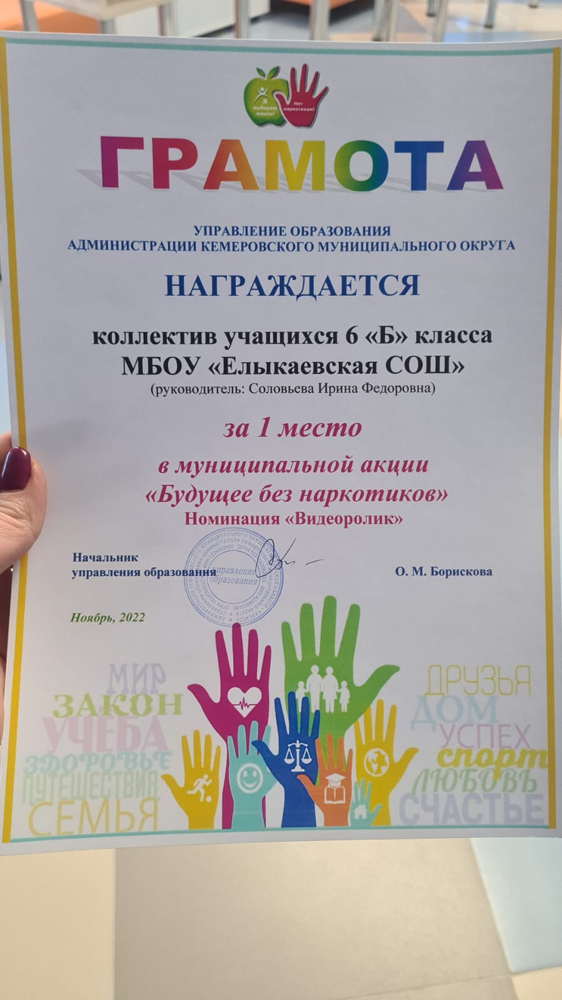 Я
выбираю
жизнь!
Нет
наркотикам!
ГРАМОТА
УПРАВЛЕНИЕ ОБРАЗОВАНИЯ
АДМИНИСТРАЦИИ КЕМЕРОВСКОГО МУНИЦИПАЛЬНОГО ОКРУГА
НАГРАЖДАЕТСЯ
коллектив учащихся 6 «Б» класса
МБОУ «Елыкаевская СОШ»
(руководитель: Соловьева Ирина Федоровна)
за 1 место
в муниципальной акции
«Будущее без наркотиков»
Номинация «Видеоролик»
Начальник
управления образования
О. М. Борискова
управление
образования
Ноябрь, 2022
МИР
ЗАКОН
УЧЕБА
ЗДОРОВЬЕ
ПУТЕШЕСТВИЯ
СЕМЬЯ
ДРУЗЬЯ
ДОМ
УСПЕХ
спорт
ЛЮБОВЬ
СЧАСТЬЕ